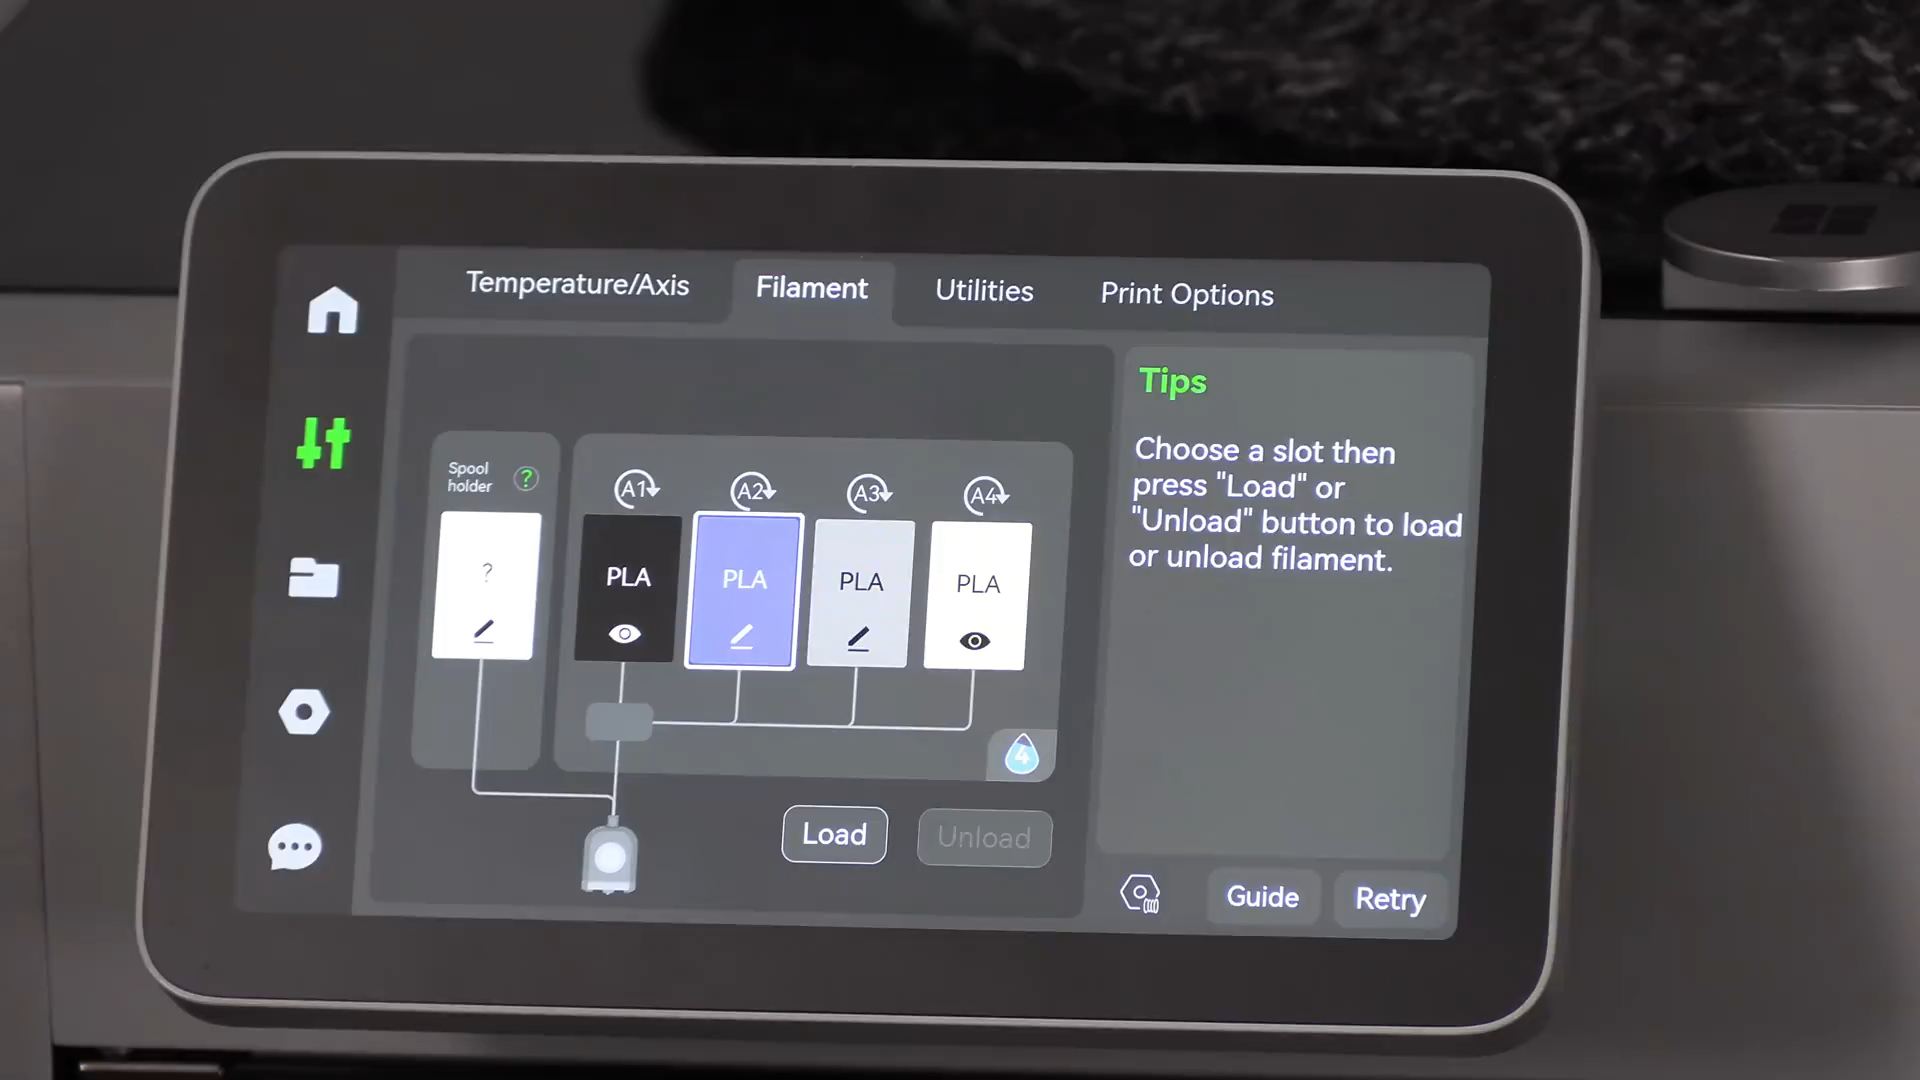 Temperature/Axis
Filament
Utilities
Print Options
Spool
holder
?
A1
A2
A3
A4
?
PLA
PLA
PLA
PLA
4
Load
Unload
Tips
Choose a slot then
press "Load" or
"Unload" button to load
or unload filament.
Guide
Retry